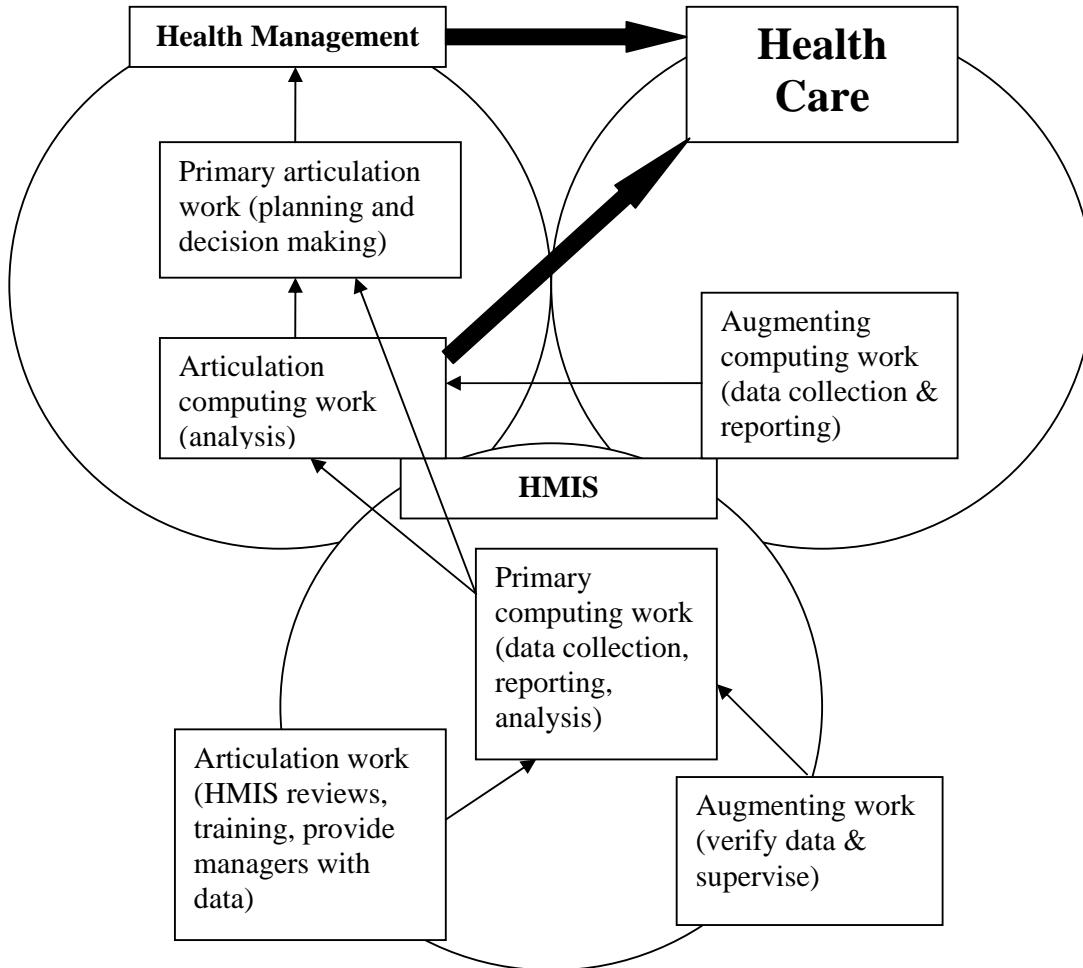 Health Management
Health
Care
Primary articulation
work (planning and
decision making)
Articulation
computing work
(analysis)
Augmenting
computing work
(data collection &
reporting)
HMIS
Primary
computing work
(data collection,
reporting,
analysis)
Articulation work
(HMIS reviews,
training, provide
managers with
data)
Augmenting work
(verify data &
supervise)